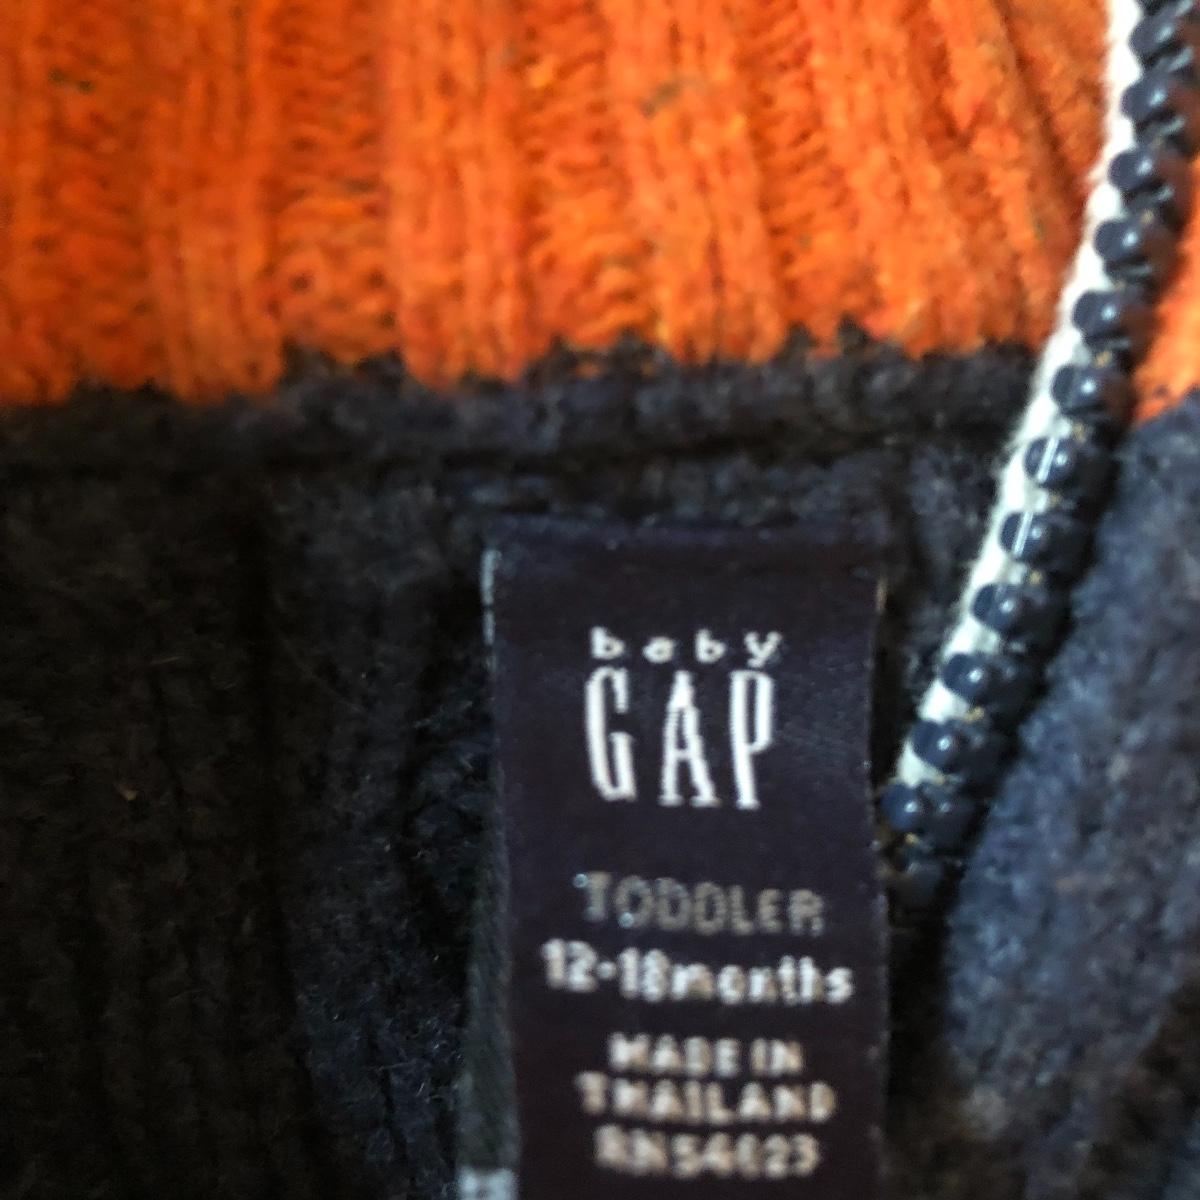 baby
GAP
TODDLER
12-18months
MADE IN
THAILAND
RN54023